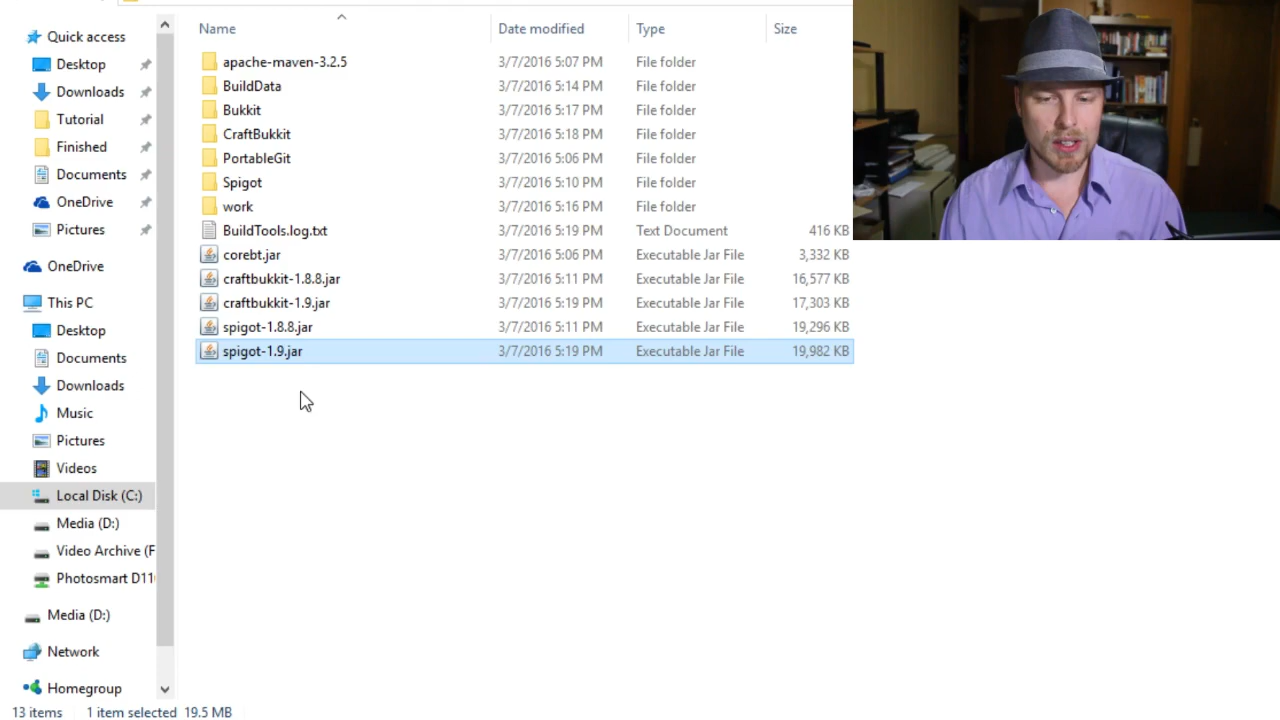 Name Date modified Type Size
Quick access
Desktop
Downloads
Tutorial
Finished
Documents
OneDrive
Pictures
OneDrive
This PC
Desktop
Documents
Downloads
Music
Pictures
Videos
Local Disk (C:)
Media (D:)
Video Archive (F
Photosmart D11
Media (D:)
Network
Homegroup
apache-maven-3.2.5 3/7/2016 5:07 PM File folder
BuildData 3/7/2016 5:14 PM File folder
Bukkit 3/7/2016 5:17 PM File folder
CraftBukkit 3/7/2016 5:18 PM File folder
PortableGit 3/7/2016 5:06 PM File folder
Spigot 3/7/2016 5:10 PM File folder
work 3/7/2016 5:16 PM File folder
BuildTools.log.txt 3/7/2016 5:19 PM Text Document 416 KB
corebt.jar 3/7/2016 5:06 PM Executable Jar File 3,332 KB
craftbukkit-1.8.8.jar 3/7/2016 5:11 PM Executable Jar File 16,577 KB
craftbukkit-1.9.jar 3/7/2016 5:19 PM Executable Jar File 17,303 KB
spigot-1.8.8.jar 3/7/2016 5:11 PM Executable Jar File 19,296 KB
spigot-1.9.jar 3/7/2016 5:19 PM Executable Jar File 19,982 KB
13 items 1 item selected 19.5 MB